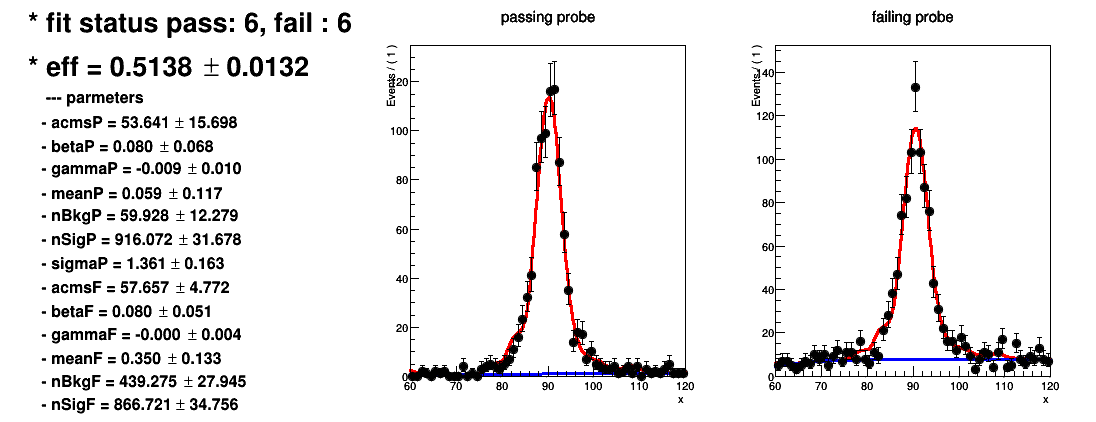 * fit status pass: 6, fail : 6
* eff = 0.5138 ± 0.0132
--- parmeters
- acmsP = 53.641 ± 15.698
- betaP = 0.080 ± 0.068
- gammaP = -0.009 ± 0.010
- meanP = 0.059 ± 0.117
- nBkgP = 59.928 ± 12.279
- nSigP = 916.072 ± 31.678
- sigmaP = 1.361 ± 0.163
- acmsF = 57.657 ± 4.772
- betaF = 0.080 ± 0.051
- gammaF = -0.000 ± 0.004
- meanF = 0.350 ± 0.133
- nBkgF = 439.275 ± 27.945
- nSigF = 866.721 ± 34.756
passing probe
Events / ( 1 )
120
100
80
60
40
20
0
60 70 80 90 100 110 120
x
failing probe
Events / ( 1 )
140
120
100
80
60
40
20
0
60 70 80 90 100 110 120
x